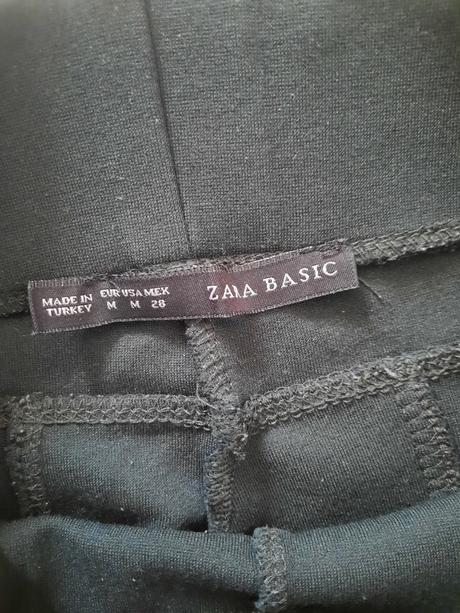 MADE IN
TURKEY
EUR USA MEX
M M 28
ZARA BASIC